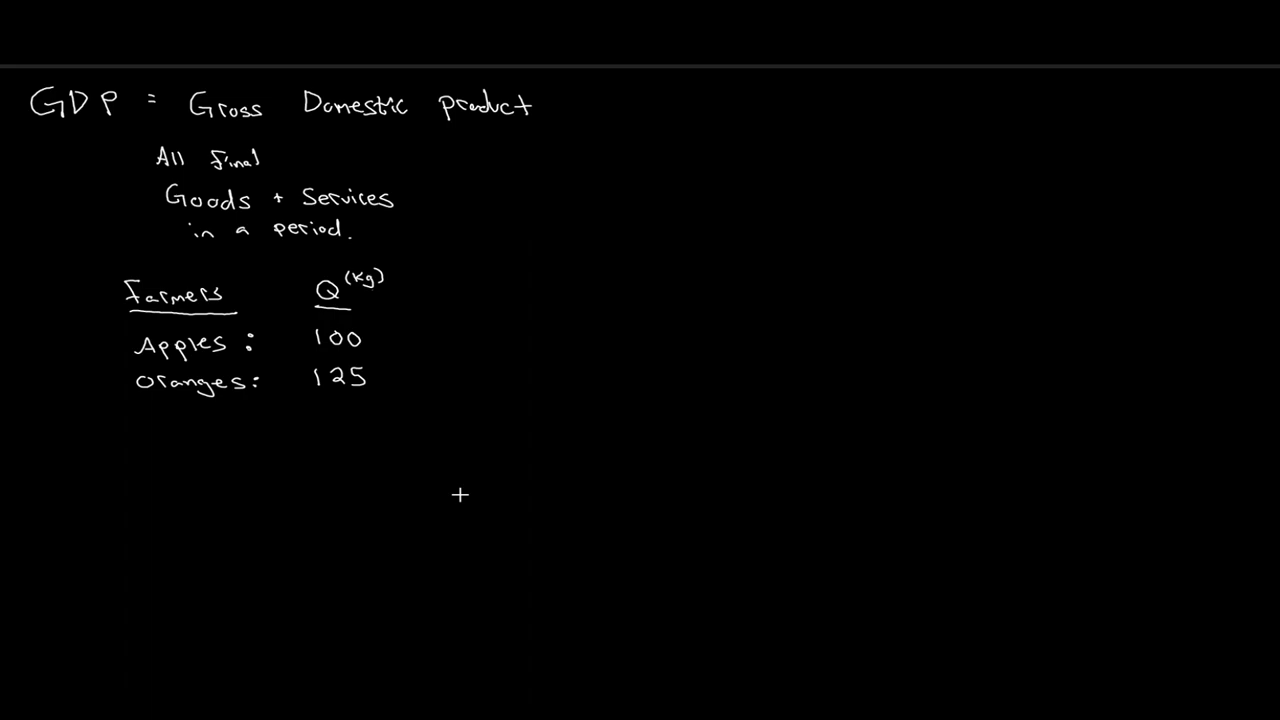 GDP = Gross Domestic product
All final
Goods + Services
in a period.
Farmers Q (kg)
Apples : 100
Oranges: 125